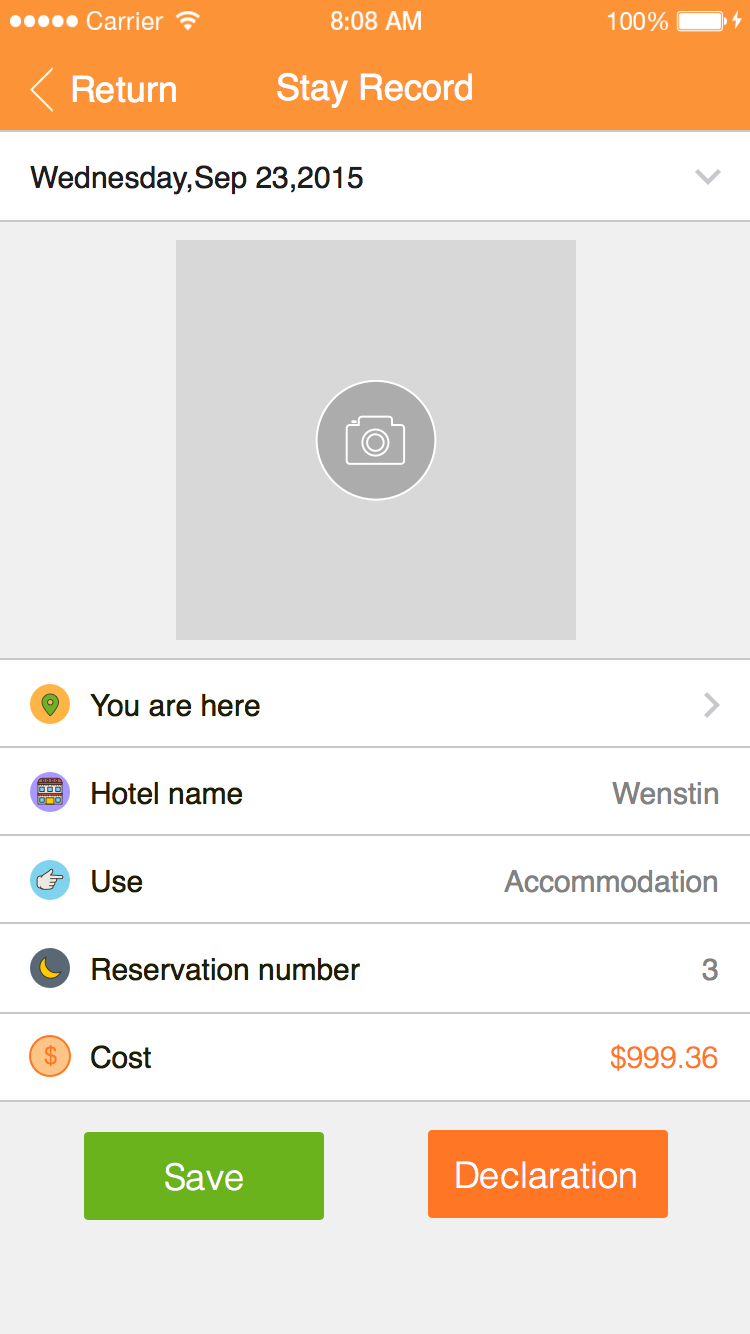 Carrier 8:08 AM 100%
Return Stay Record
Wednesday,Sep 23,2015
You are here
Hotel name Wenstin
Use Accommodation
Reservation number 3
Cost $999.36
$
Save Declaration